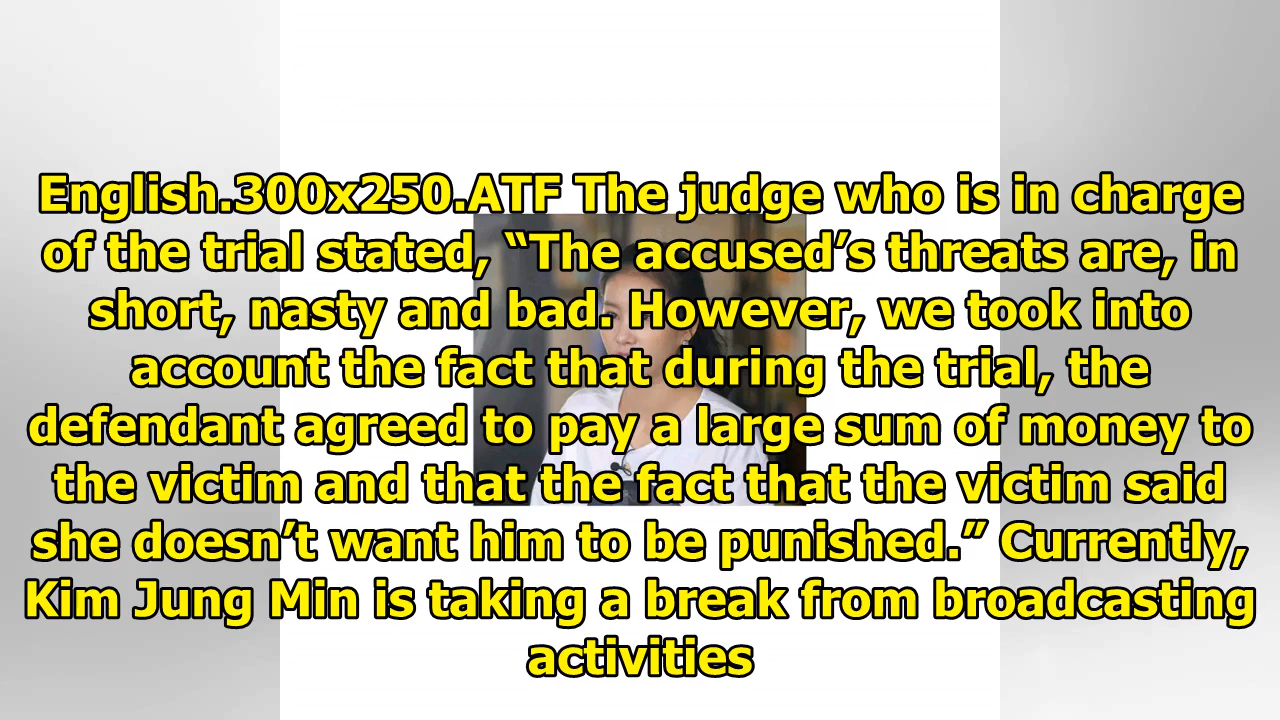 English.300x250.ATF The judge who is in charge
of the trial stated, “The accused’s threats are, in
short, nasty and bad. However, we took into
account the fact that during the trial, the
defendant agreed to pay a large sum of money to
the victim and that the fact that the victim said
she doesn’t want him to be punished.” Currently,
Kim Jung Min is taking a break from broadcasting
activities